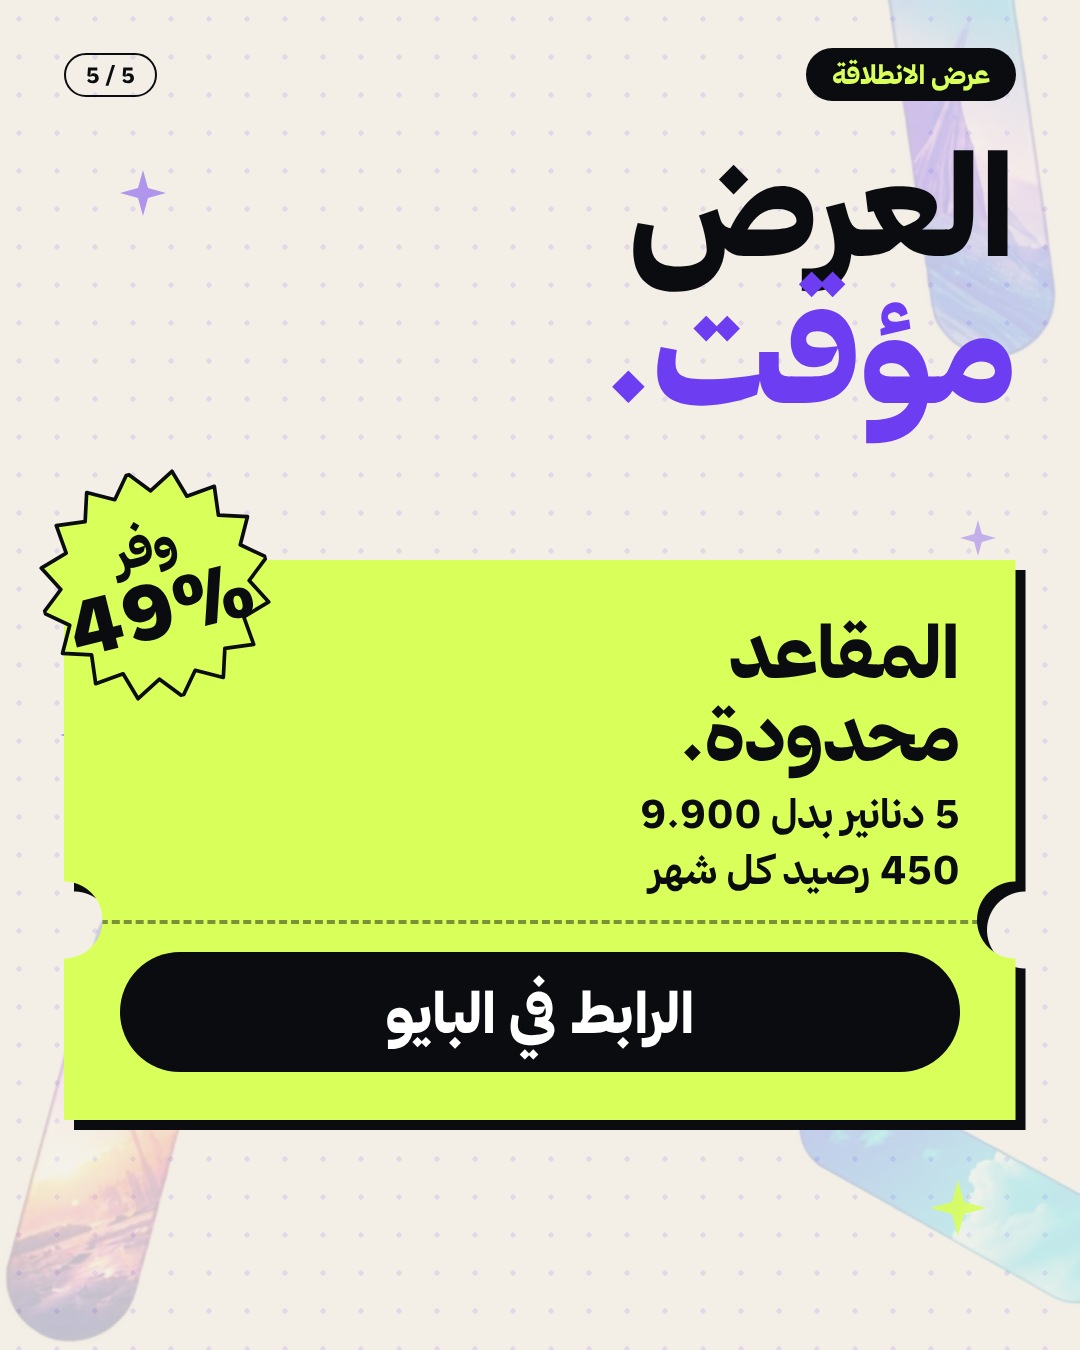 عرض الانطلاقة
5 / 5
العرض
مؤقت.
وفر
49%
المقاعد
محدودة.
5 دنانير بدل 9.900
450 رصيد كل شهر
الرابط في البايو